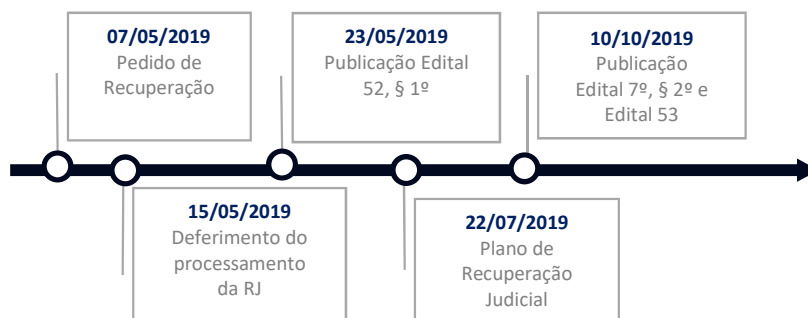 07/05/2019
Pedido de
Recuperação
23/05/2019
Publicação Edital
52, § 1º
10/10/2019
Publicação
Edital 7º, § 2º e
Edital 53
15/05/2019
Deferimento do
processamento
da RJ
22/07/2019
Plano de
Recuperação
Judicial